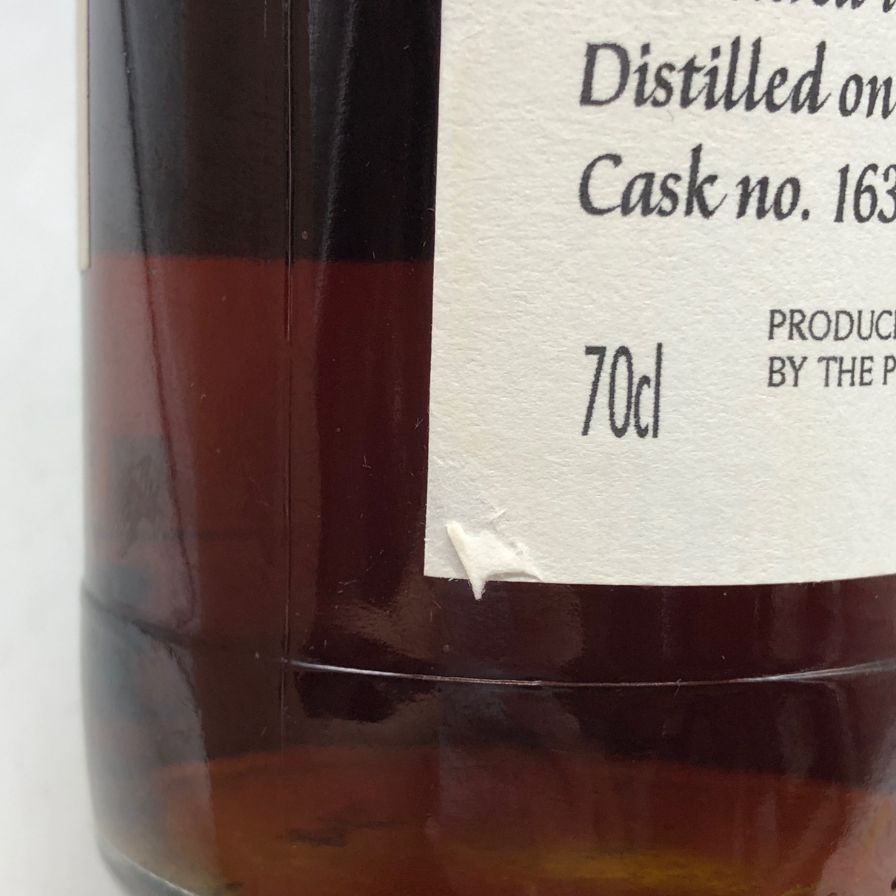 Distilled on
Cask no. 163
PRODUC
70cl
BY THE P